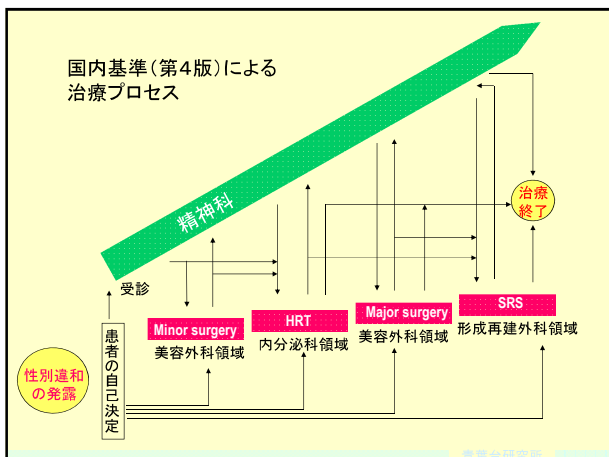 国内基準(第4版)による
治療プロセス
精神科
治療
終了
受診
Minor surgery
美容外科領域
HRT
内分泌科領域
Major surgery
美容外科領域
SRS
形成再建外科領域
性別違和
の発露
患者の自己決定